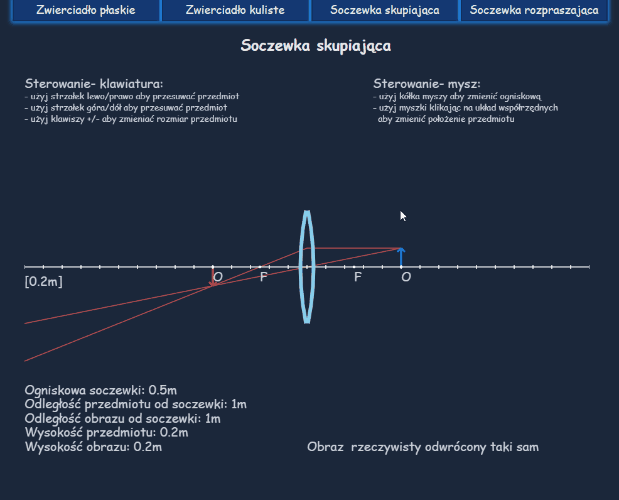 Zwierciadło płaskie
Zwierciadło kuliste
Soczewka skupiająca
Soczewka rozpraszająca
Soczewka skupiająca
Sterowanie- klawiatura:
- użyj strzałek lewo/prawo aby przesuwać przedmiot
- użyj strzałek góra/dół aby przesuwać przedmiot
- użyj klawiszy +/- aby zmieniać rozmiar przedmiotu
Sterowanie- mysz:
- użyj kółka myszy aby zmienić ogniskową
- użyj myszki klikając na układ współrzędnych
aby zmienić położenie przedmiotu
[0.2m]
O
F
F
O
Ogniskowa soczewki: 0.5m
Odległość przedmiotu od soczewki: 1m
Odległość obrazu od soczewki: 1m
Wysokość przedmiotu: 0.2m
Wysokość obrazu: 0.2m
Obraz rzeczywisty odwrócony taki sam